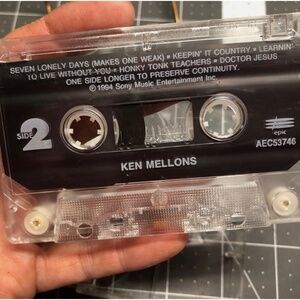 SEVEN LONELY DAYS (MAKES ONE WEAK) • KEEPIN' IT COUNTRY • LEARNIN'
TO LIVE WITHOUT YOU • HONKY TONK TEACHERS • DOCTOR JESUS
ONE SIDE LONGER TO PRESERVE CONTINUITY.
℗ 1994 Sony Music Entertainment Inc.
SIDE 2
epic
AEC53746
KEN MELLONS